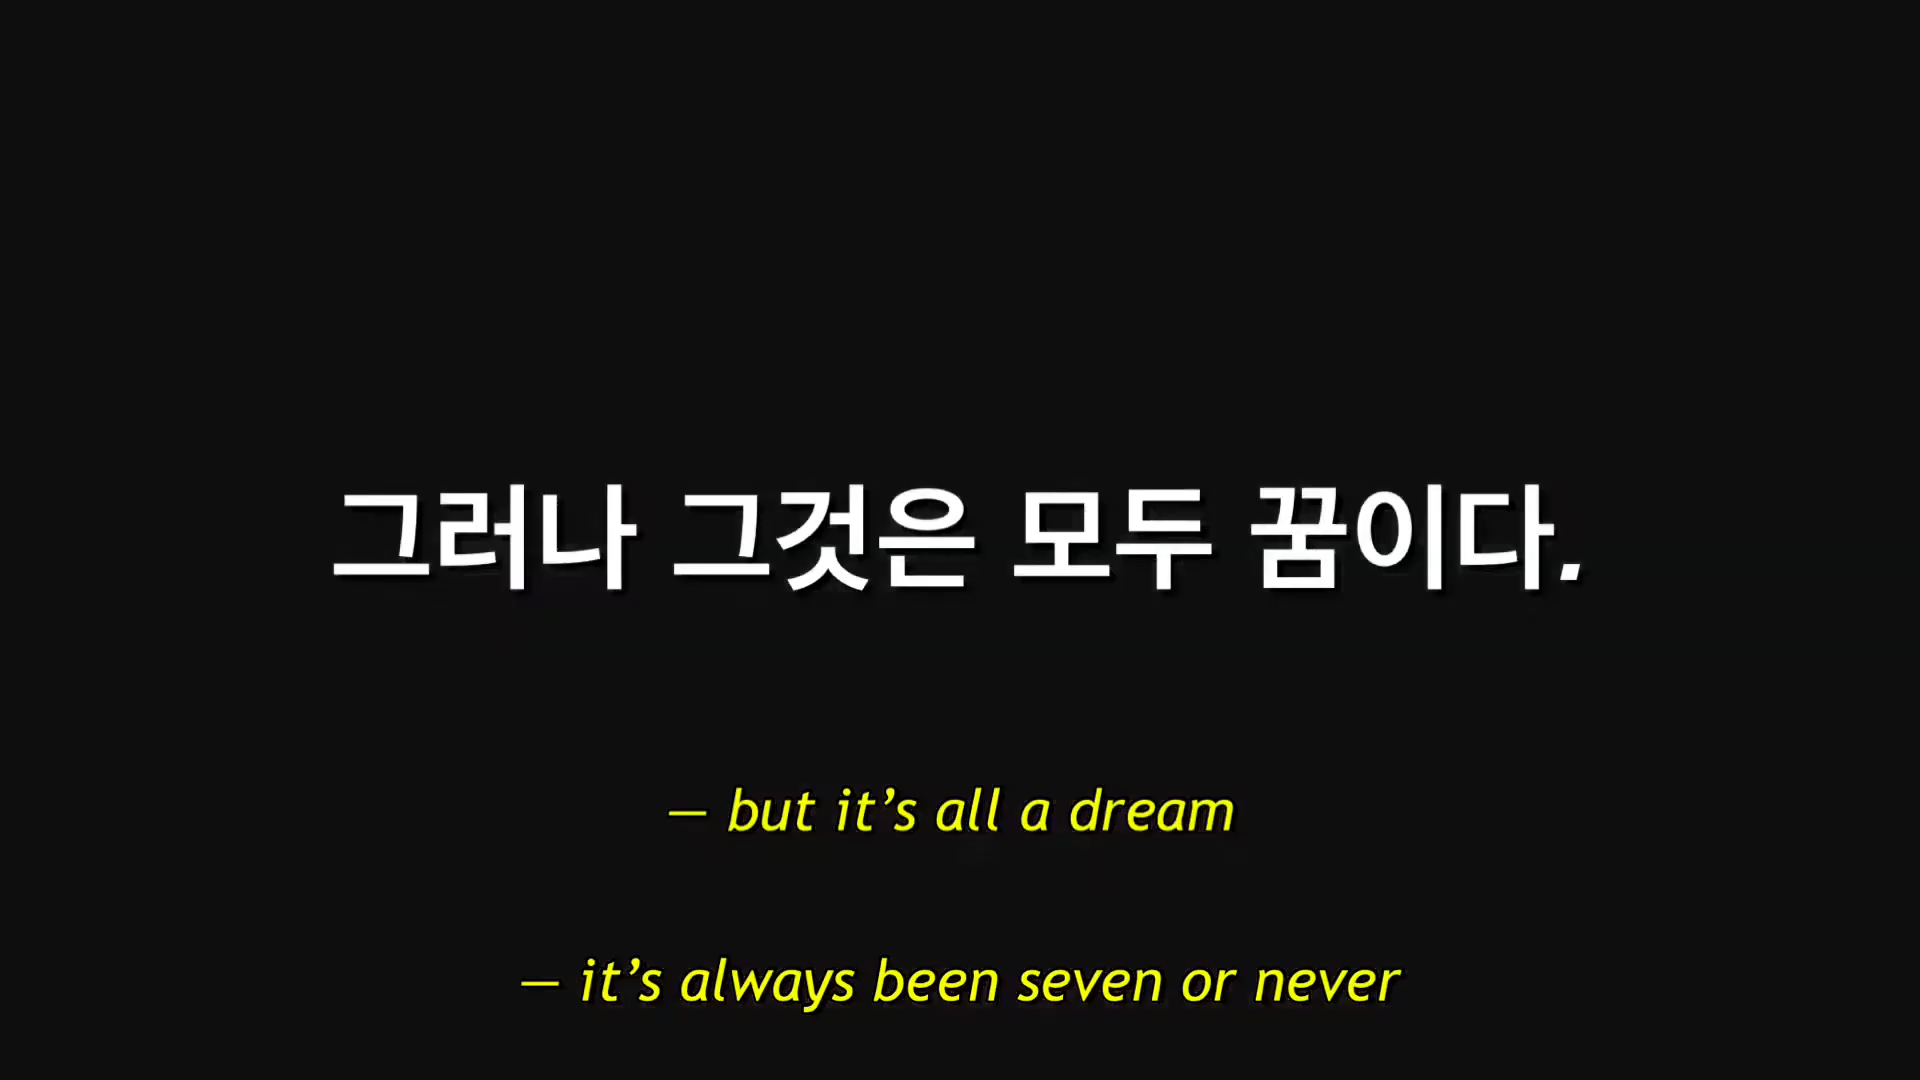 그러나 그것은 모두 꿈이다.
— but it’s all a dream
— it’s always been seven or never